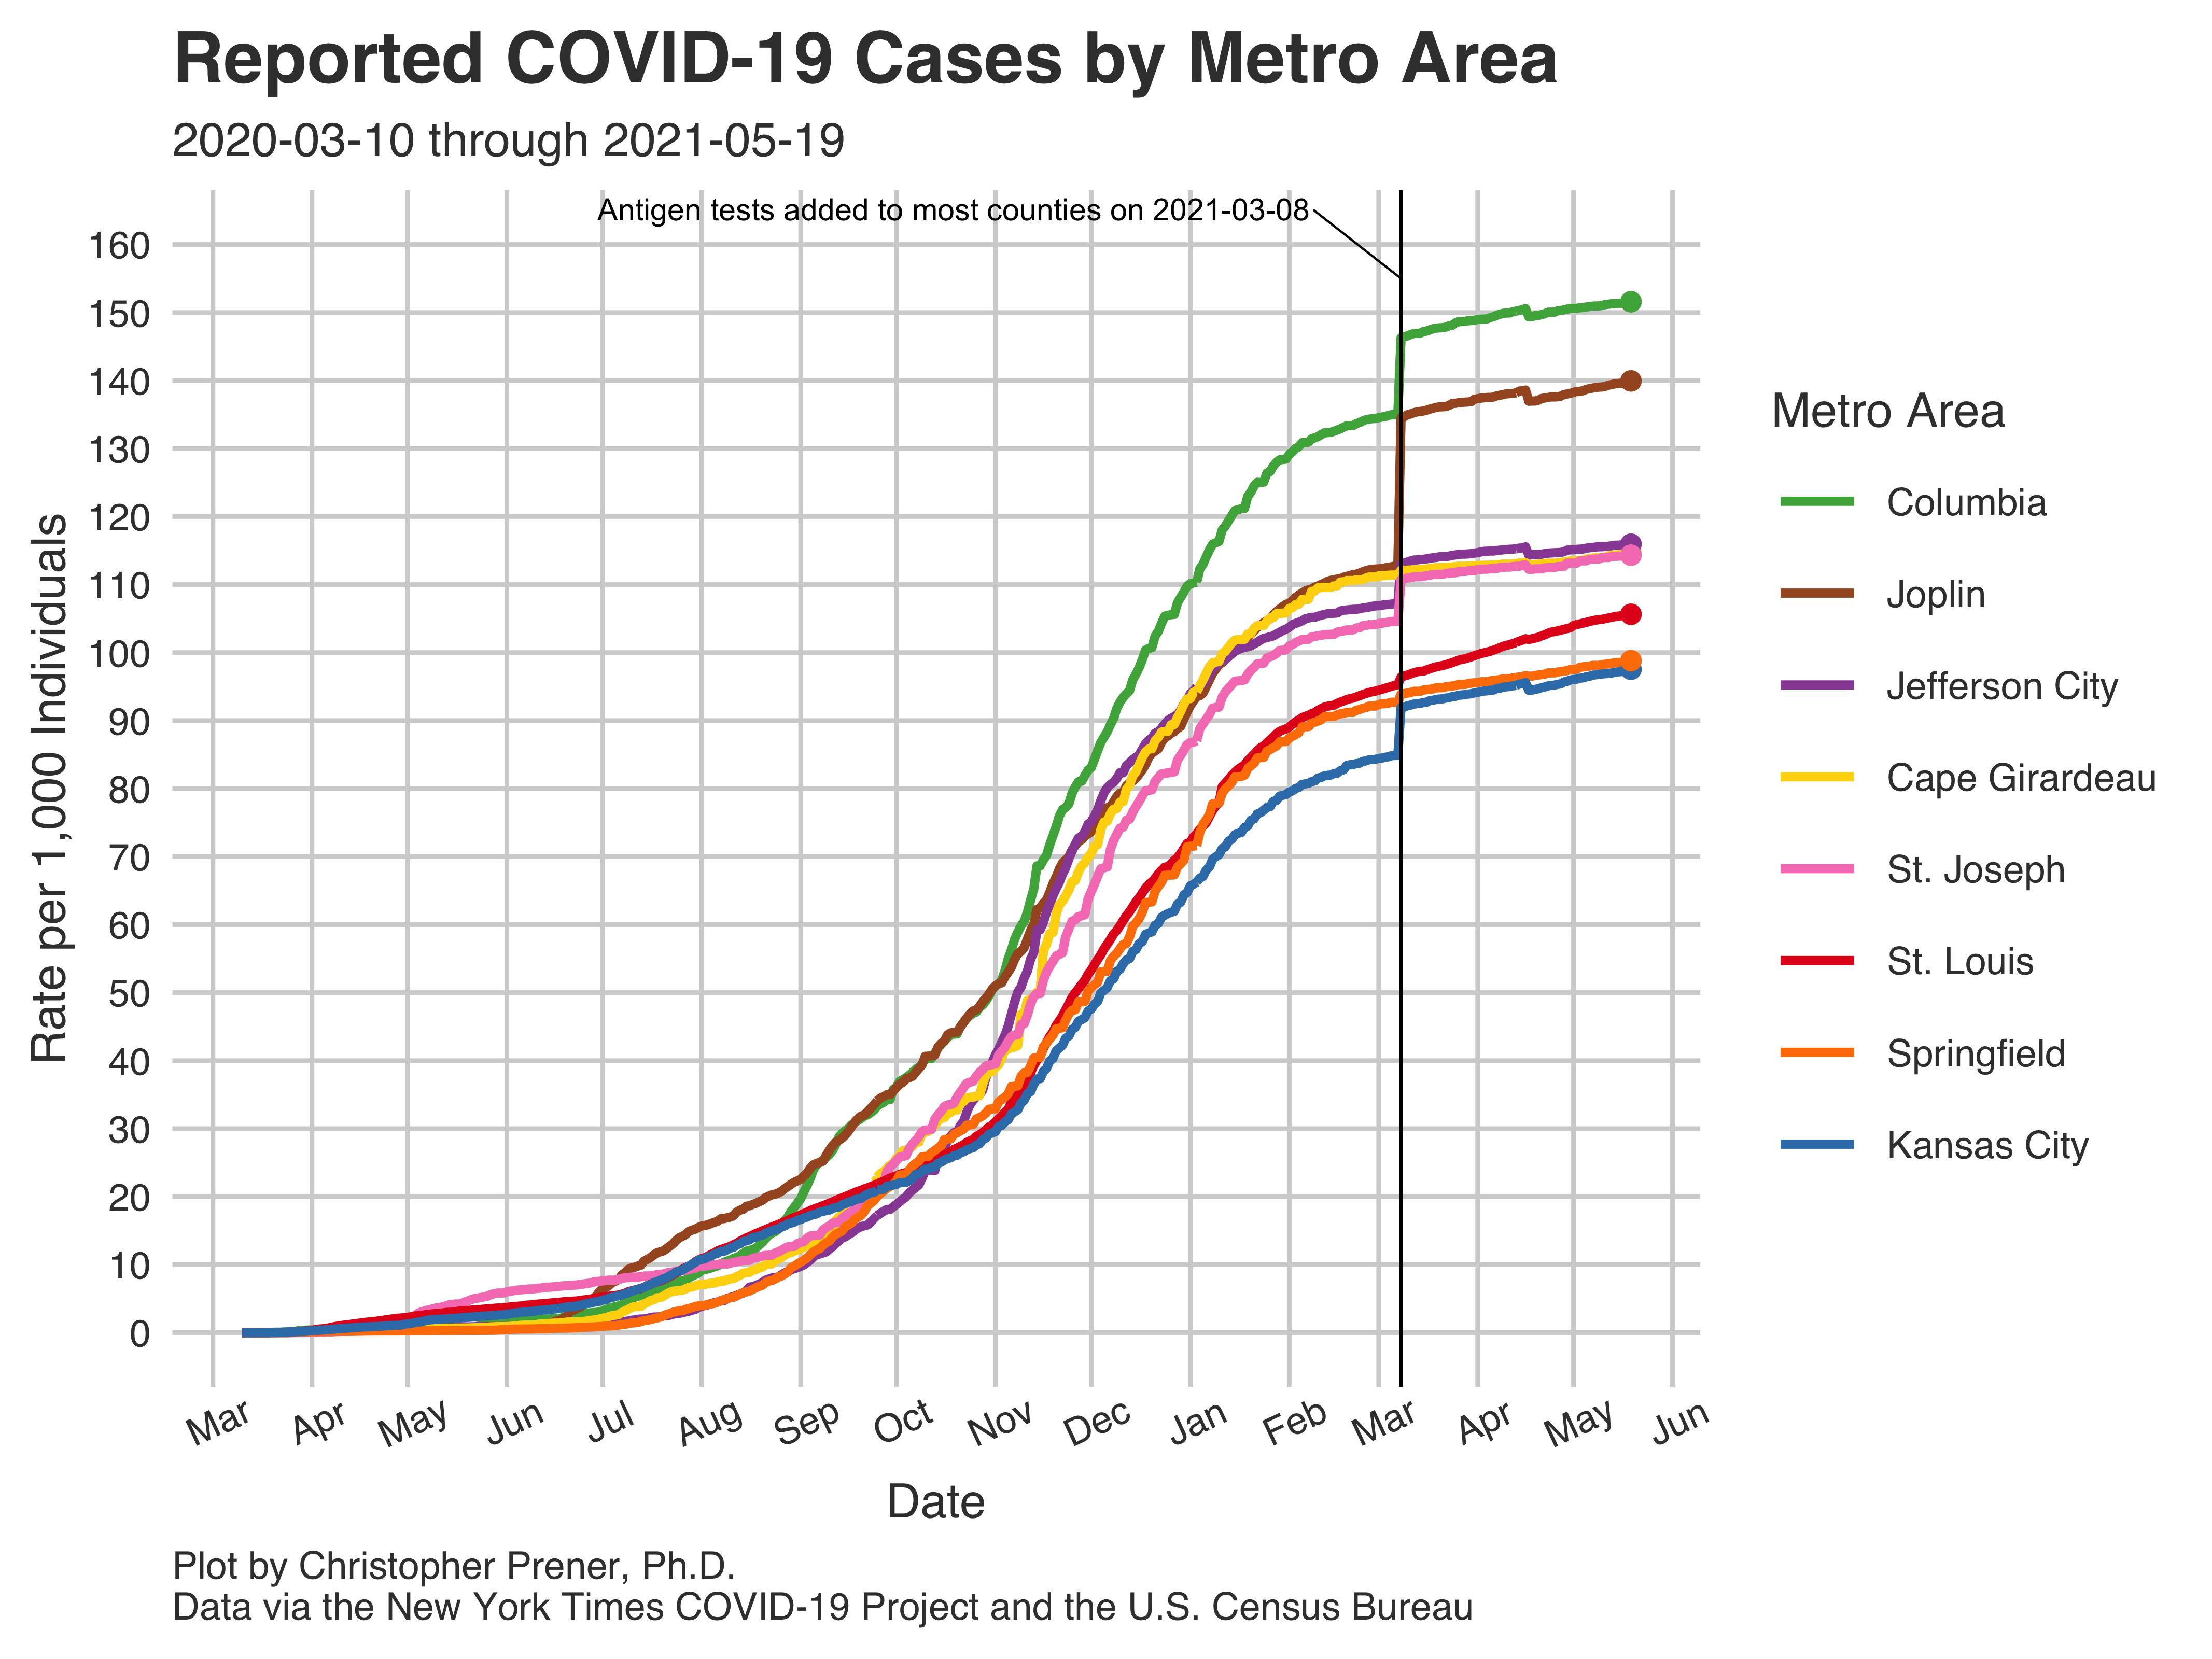 Reported COVID-19 Cases by Metro Area
2020-03-10 through 2021-05-19
Antigen tests added to most counties on 2021-03-08
Rate per 1,000 Individuals
160
150
140
130
120
110
100
90
80
70
60
50
40
30
20
10
0
Mar Apr May Jun Jul Aug Sep Oct Nov Dec Jan Feb Mar Apr May Jun
Date
Metro Area
Columbia
Joplin
Jefferson City
Cape Girardeau
St. Joseph
St. Louis
Springfield
Kansas City
Plot by Christopher Prener, Ph.D.
Data via the New York Times COVID-19 Project and the U.S. Census Bureau